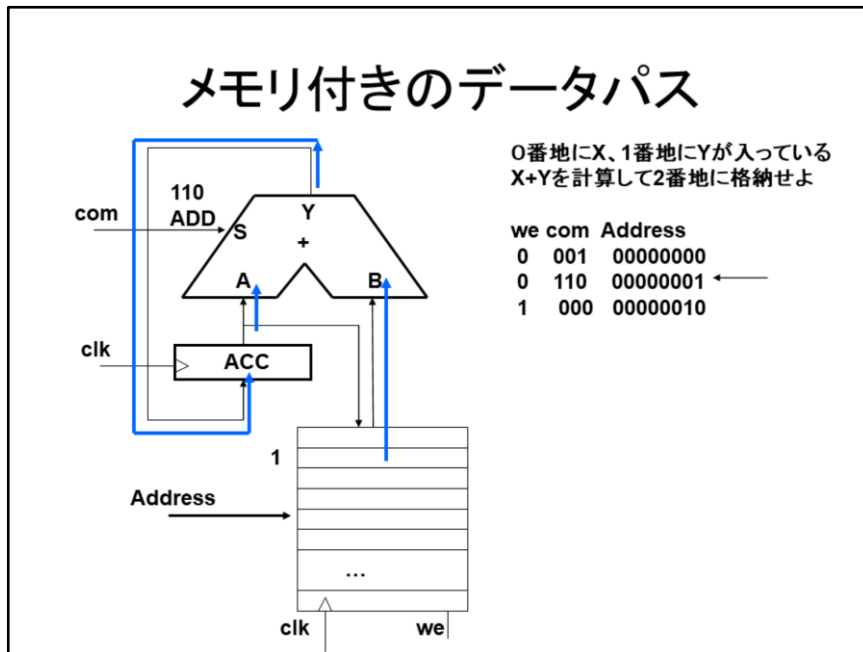 メモリ付きのデータパス
0番地にX、1番地にYが入っている
X+Yを計算して2番地に格納せよ
we com Address
0 001 00000000
0 110 00000001
1 000 00000010
110
ADD
com
S
Y
+
A
B
clk
ACC
1
Address
...
clk
we